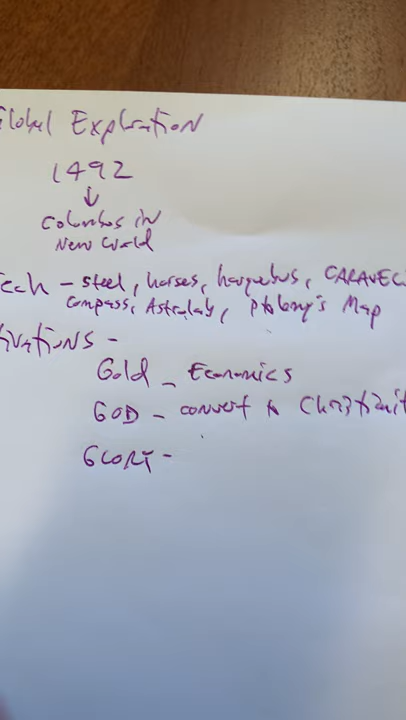 Global Exploration
1492
↓
Columbus in
New World
Tech - steel, horses, harquebus, CARAVEL
Compass, Astrolab, Ptolemy's Map
ivations -
Gold - Economics
GOD - convert to Christianit
GLORY -